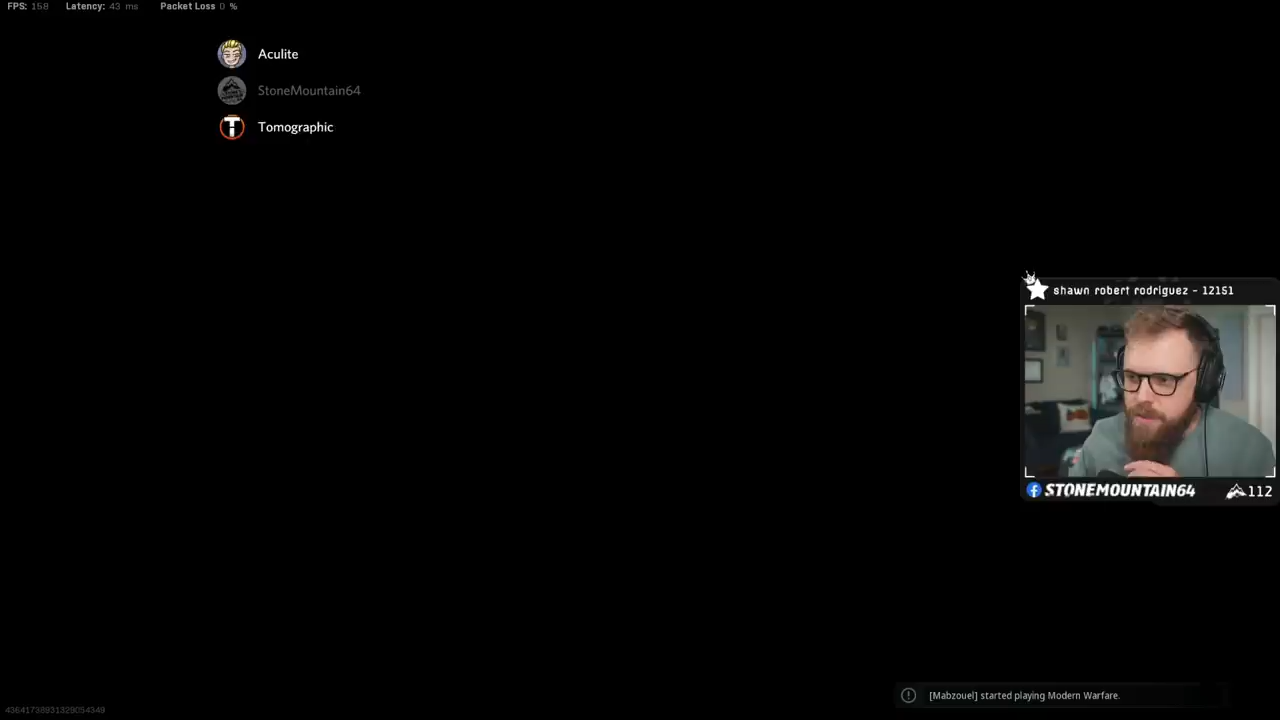 FPS: 158 Latency: 43 ms Packet Loss 0 %
Aculite
StoneMountain64
Tomographic
shawn robert rodriguez - 12151
STONEMOUNTAIN64 112
[Mabzouel] started playing Modern Warfare.